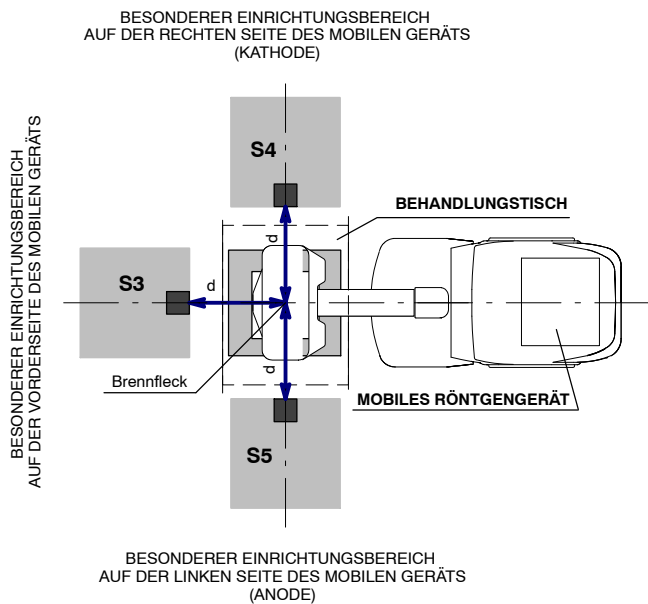 BESONDERER EINRICHTUNGSBEREICH
AUF DER RECHTEN SEITE DES MOBILEN GERÄTS
(KATHODE)
S4
BEHANDLUNGSTISCH
d
BESONDERER EINRICHTUNGSBEREICH
AUF DER VORDERSEITE DES MOBILEN GERÄTS
S3
d
d
Brennfleck
MOBILES RÖNTGENGERÄT
S5
BESONDERER EINRICHTUNGSBEREICH
AUF DER LINKEN SEITE DES MOBILEN GERÄTS
(ANODE)